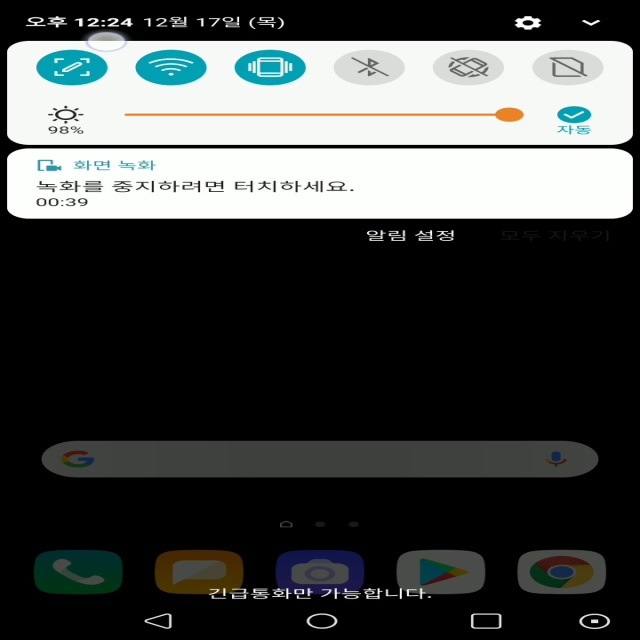 오후 12:24 12월 17일 (목)
98%
자동
화면 녹화
녹화를 중지하려면 터치하세요.
00:39
알림 설정 모두 지우기
긴급통화만 가능합니다.